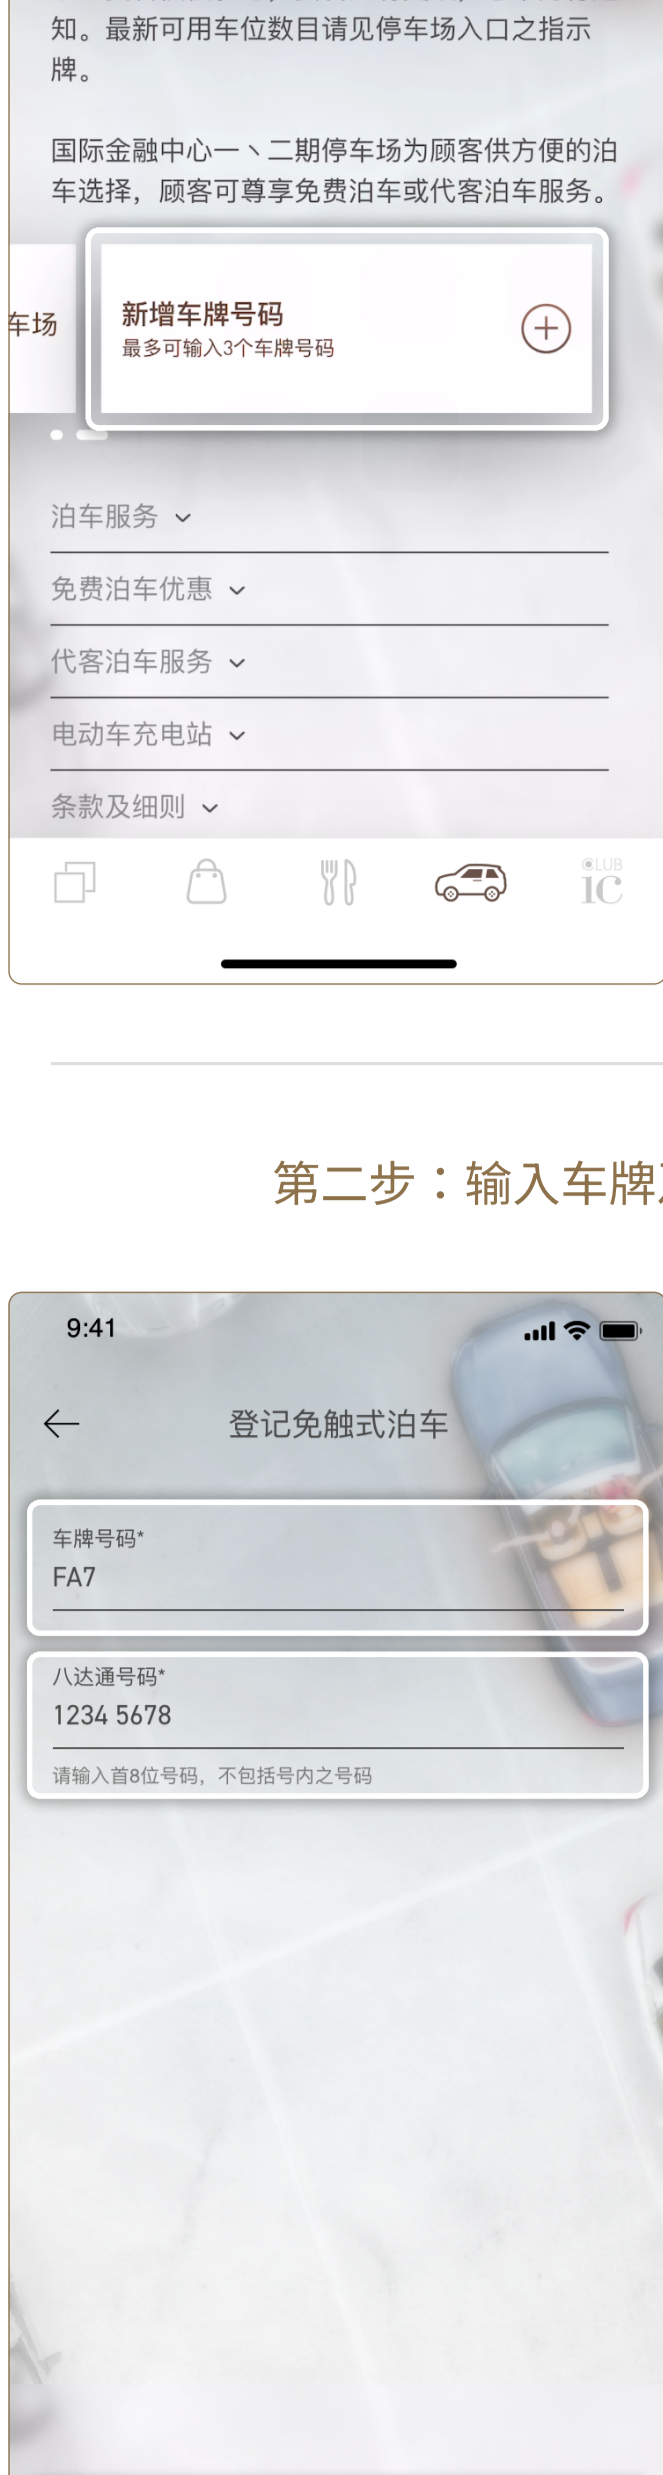 知。最新可用车位数目请见停车场入口之指示
牌。
国际金融中心一丶二期停车场为顾客供方便的泊
车选择，顾客可尊享免费泊车或代客泊车服务。
车场
新增车牌号码
最多可输入3个车牌号码
泊车服务
免费泊车优惠
代客泊车服务
电动车充电站
条款及细则
CLUB
ic
第二步：输入车牌
9:41
登记免触式泊车
车牌号码*
FA7
八达通号码*
1234 5678
请输入首8位号码，不包括号内之号码